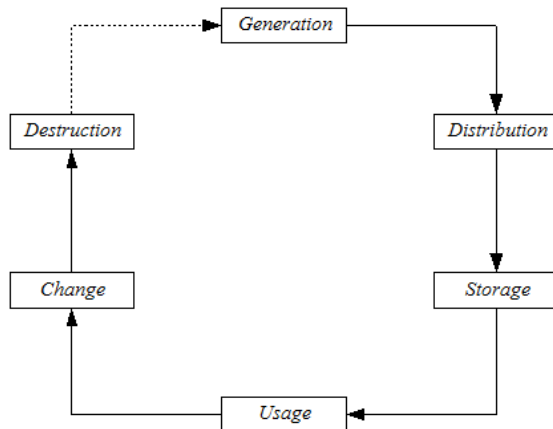 Generation
Destruction
Distribution
Change
Storage
Usage